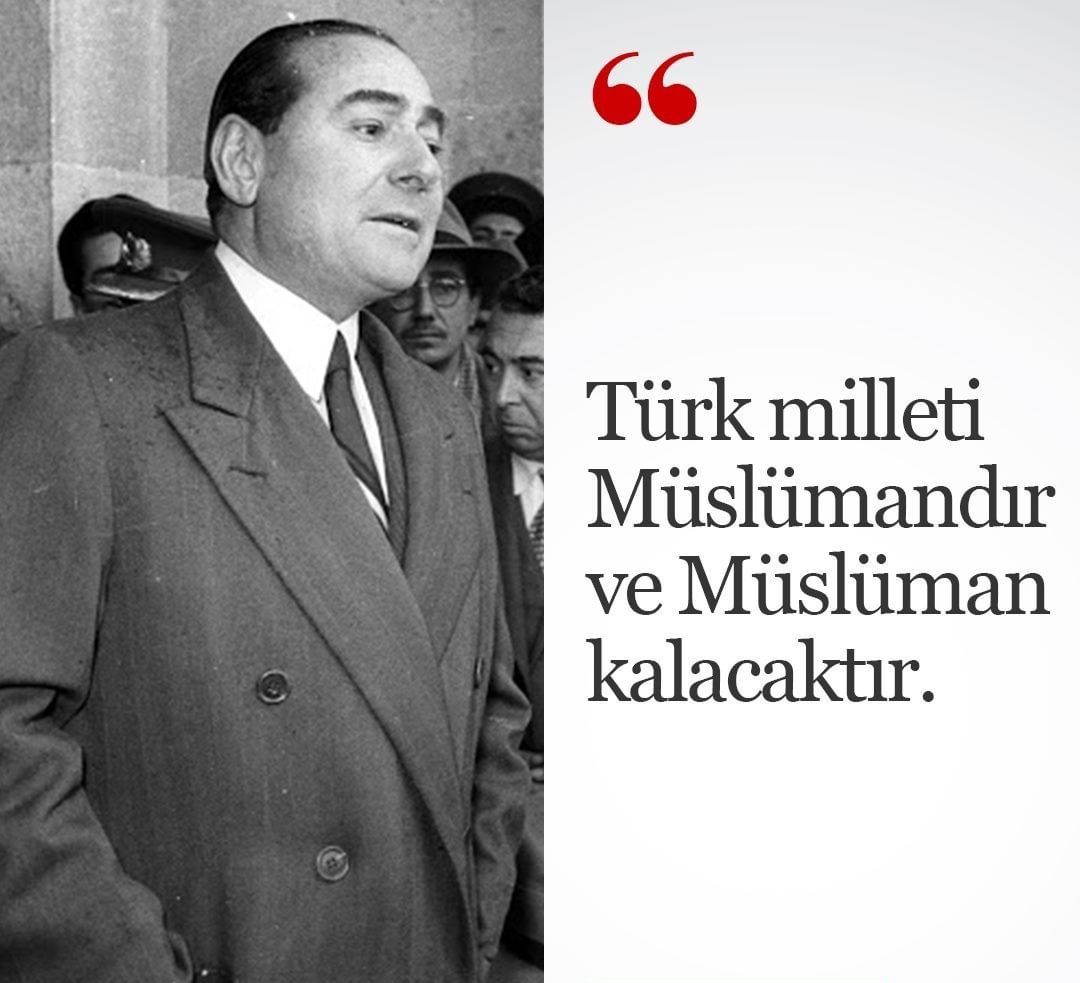 “
Türk milleti
Müslümandır
ve Müslüman
kalacaktır.